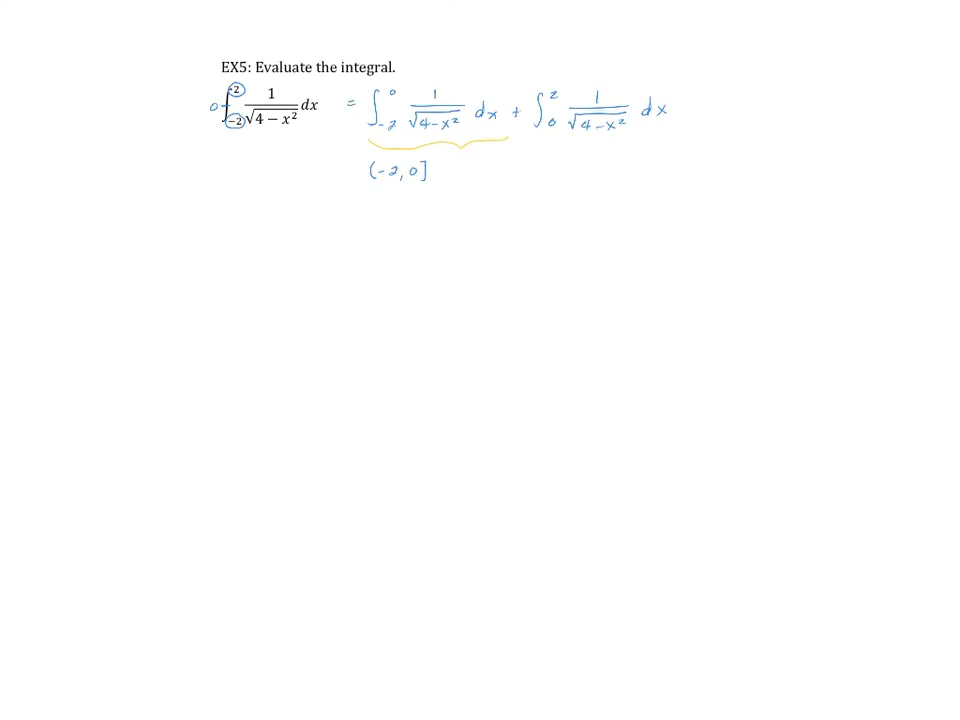 EX5: Evaluate the integral.
0 ∫_{-2}^{2} 1/√(4 − x²) dx = ∫_{-2}^{0} 1/√(4-x²) dx + ∫_{0}^{2} 1/√(4-x²) dx
(-2, 0]